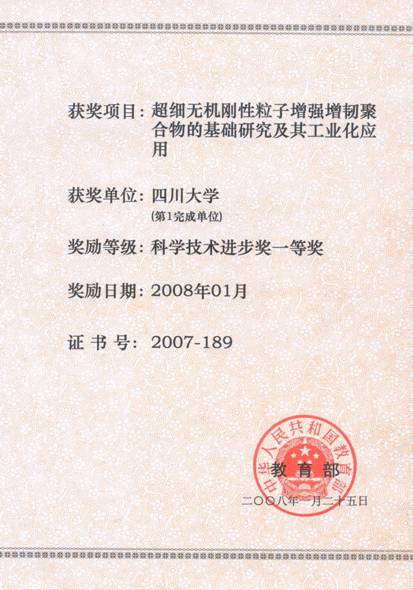 获奖项目：超细无机刚性粒子增强增韧聚
合物的基础研究及其工业化应
用
获奖单位：四川大学
(第1完成单位)
奖励等级：科学技术进步奖一等奖
奖励日期：2008年01月
证书号：2007-189
中华人民共和国教育部
教育部
二〇〇八年一月二十五日